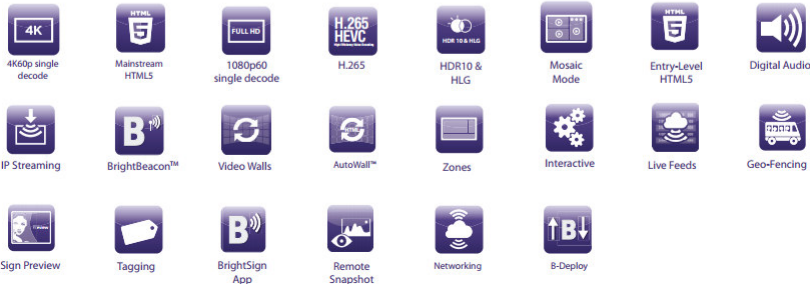 4K
HTML
5
FULL HD
H.265
HEVC
HDR 10 & HLG
HTML
5
4K60p single
decode
Mainstream
HTML5
1080p60
single decode
H.265
HDR10 &
HLG
Mosaic
Mode
Entry-Level
HTML5
Digital Audio
B
B
IP Streaming
BrightBeacon™
Video Walls
AutoWall™
Zones
Interactive
Live Feeds
Geo-Fencing
B
B
Sign Preview
Tagging
BrightSign
App
Remote
Snapshot
Networking
B-Deploy